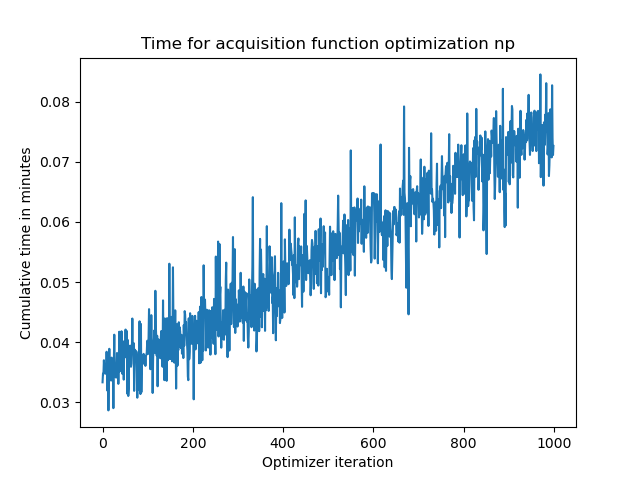 Time for acquisition function optimization np
Cumulative time in minutes
0.08
0.07
0.06
0.05
0.04
0.03
0 200 400 600 800 1000
Optimizer iteration